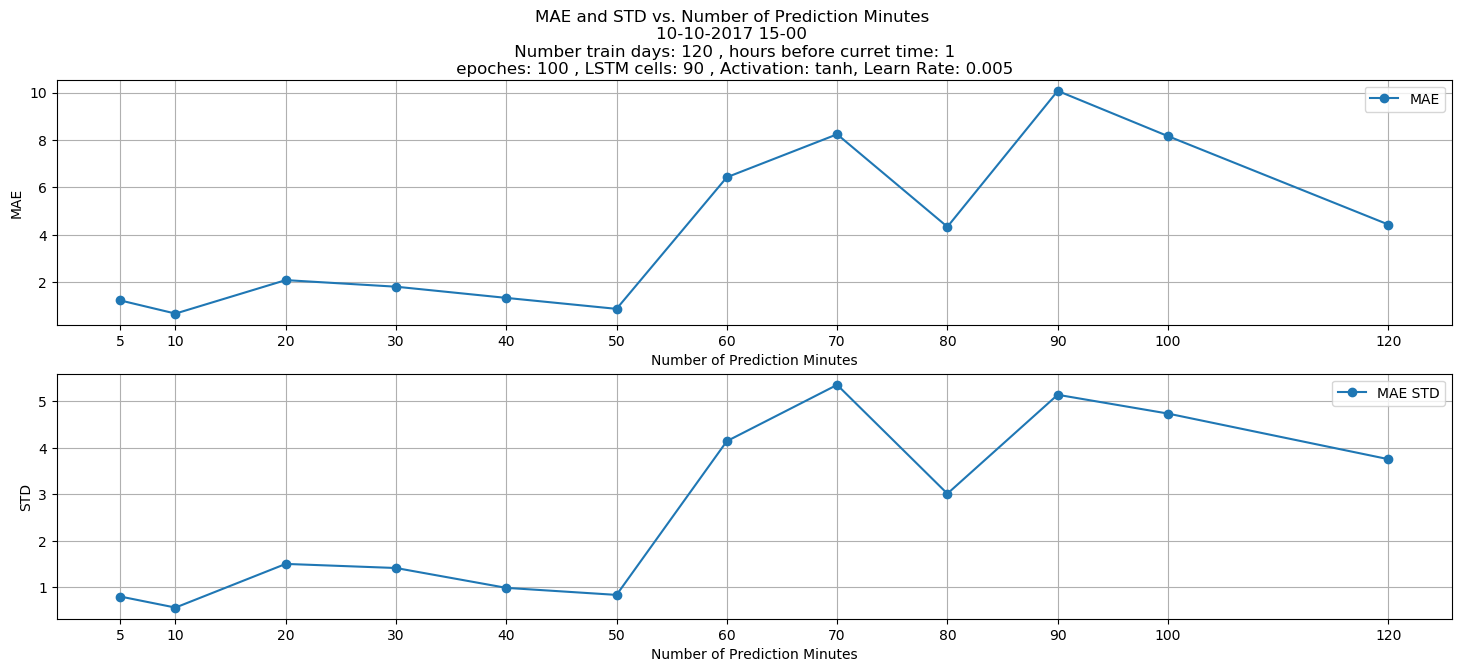 MAE and STD vs. Number of Prediction Minutes
10-10-2017 15-00
Number train days: 120 , hours before curret time: 1
epoches: 100 , LSTM cells: 90 , Activation: tanh, Learn Rate: 0.005
MAE
10
8
6
4
2
MAE
5 10 20 30 40 50 60 70 80 90 100 120
Number of Prediction Minutes
MAE STD
5
4
3
2
1
STD
5 10 20 30 40 50 60 70 80 90 100 120
Number of Prediction Minutes